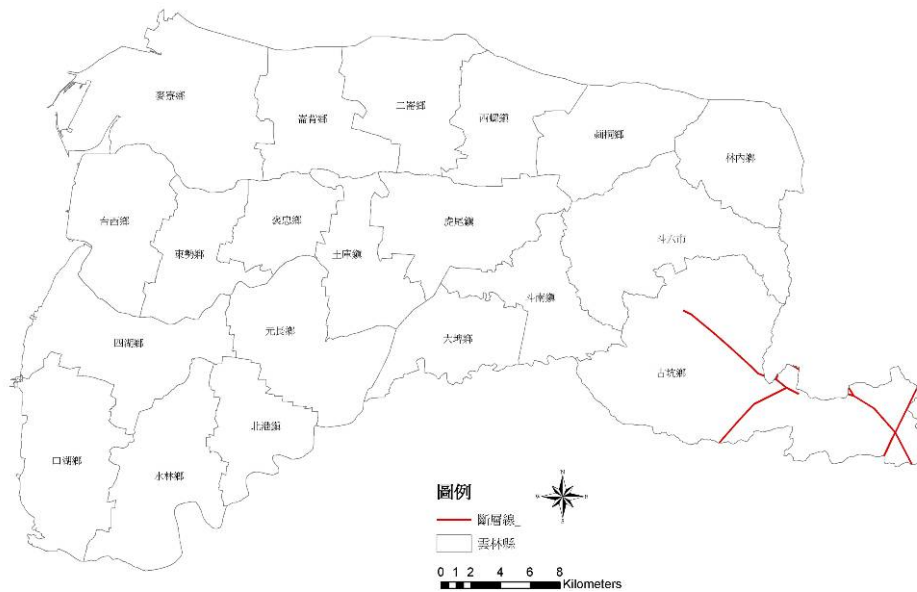 麥寮鄉
崙背鄉
二崙鄉
西螺鎮
莿桐鄉
林內鄉
台西鄉
東勢鄉
褒忠鄉
土庫鎮
虎尾鎮
斗南鎮
斗六市
四湖鄉
元長鄉
大埤鄉
古坑鄉
口湖鄉
水林鄉
北港鎮
圖例
斷層線_
雲林縣
N
0 1 2 4 6 8
Kilometers